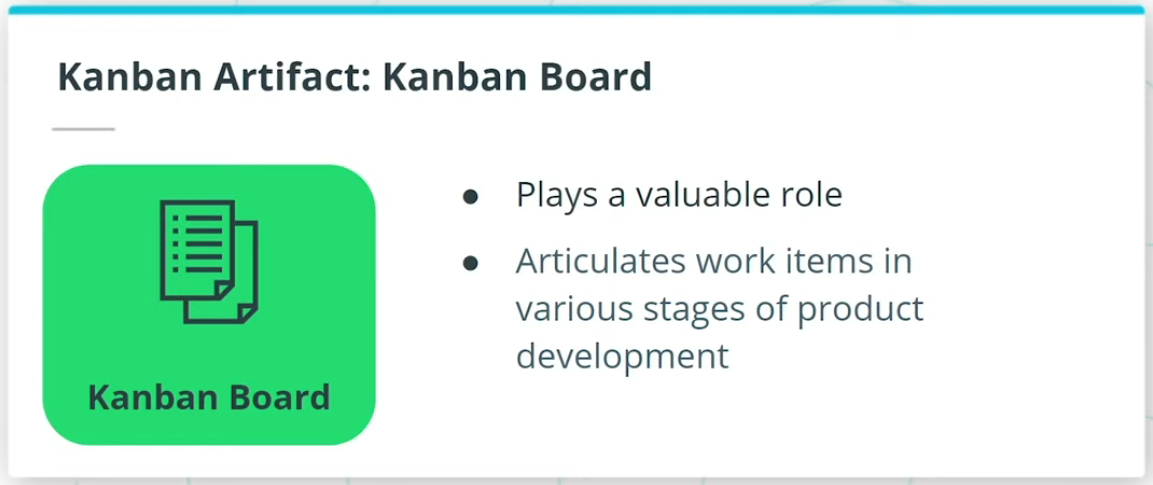 Kanban Artifact: Kanban Board
Kanban Board
● Plays a valuable role
● Articulates work items in
various stages of product
development